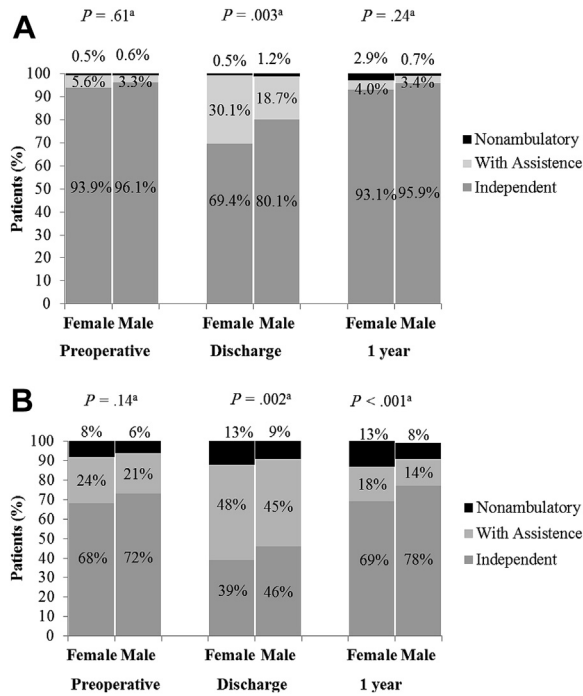 A
P = .61ᵃ P = .003ᵃ P = .24ᵃ
0.5% 0.6% 0.5% 1.2% 2.9% 0.7%
100
90
80
70
60
50
40
30
20
10
0
Patients (%)
5.6% 3.3% 30.1% 18.7% 4.0% 3.4%
93.9% 96.1% 69.4% 80.1% 93.1% 95.9%
Nonambulatory
With Assistence
Independent
Female Male Female Male Female Male
Preoperative Discharge 1 year
B
P = .14ᵃ P = .002ᵃ P < .001ᵃ
8% 6% 13% 9% 13% 8%
100
90
80
70
60
50
40
30
20
10
0
Patients (%)
24% 21% 48% 45% 18% 14%
68% 72% 39% 46% 69% 78%
Nonambulatory
With Assistence
Independent
Female Male Female Male Female Male
Preoperative Discharge 1 year